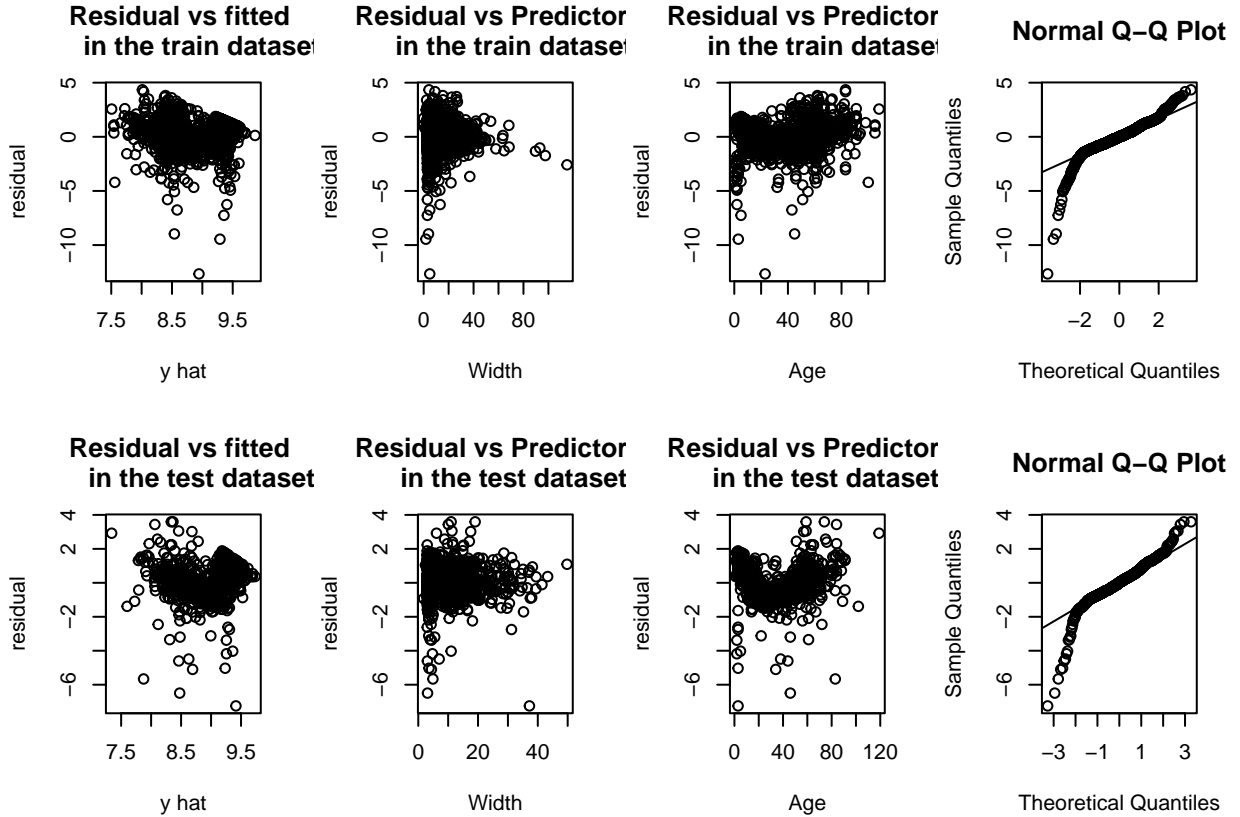 Residual vs fitted
in the train dataset
Residual vs Predictor
in the train dataset
Residual vs Predictor
in the train dataset
Normal Q−Q Plot
residual
5
0
−5
−10
7.5
8.5
9.5
y hat
residual
5
0
−5
−10
0
40
80
Width
residual
5
0
−5
−10
0
40
80
Age
Sample Quantiles
5
0
−5
−10
−2
0
2
Theoretical Quantiles
Residual vs fitted
in the test dataset
Residual vs Predictor
in the test dataset
Residual vs Predictor
in the test dataset
Normal Q−Q Plot
residual
4
2
−2
−6
7.5
8.5
9.5
y hat
residual
4
2
−2
−6
0
20
40
Width
residual
4
2
−2
−6
0
40
80
120
Age
Sample Quantiles
4
2
−2
−6
−3
−1
1
3
Theoretical Quantiles